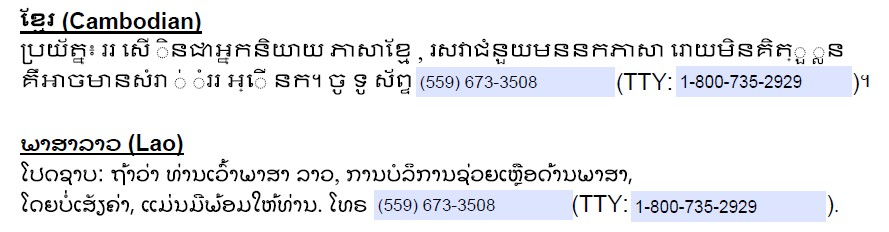 ខ្មែរ (Cambodian)
ប្រយ័ត្ន៖ ររ ើសិនជាអ្នកនិយាយ ភាសាខ្មែ , រសវាជំនួយមននកភាសា រោយមិនគិត្ួ ្លន
គឺអាចមានសំរា ់ ំររ អ្ើ នក។ ចូ ទូ ស័ព្ទ (559) 673-3508 (TTY: 1-800-735-2929 )។
ພາສາລາວ (Lao)
ໂປດຊາບ: ຖ້າວ່າ ທ່ານເວົ້າພາສາ ລາວ, ການບໍລິການຊ່ວຍເຫຼືອດ້ານພາສາ,
ໂດຍບໍ່ເສັຽຄ່າ, ແມ່ນມີພ້ອມໃຫ້ທ່ານ. ໂທຣ (559) 673-3508 (TTY: 1-800-735-2929 ).